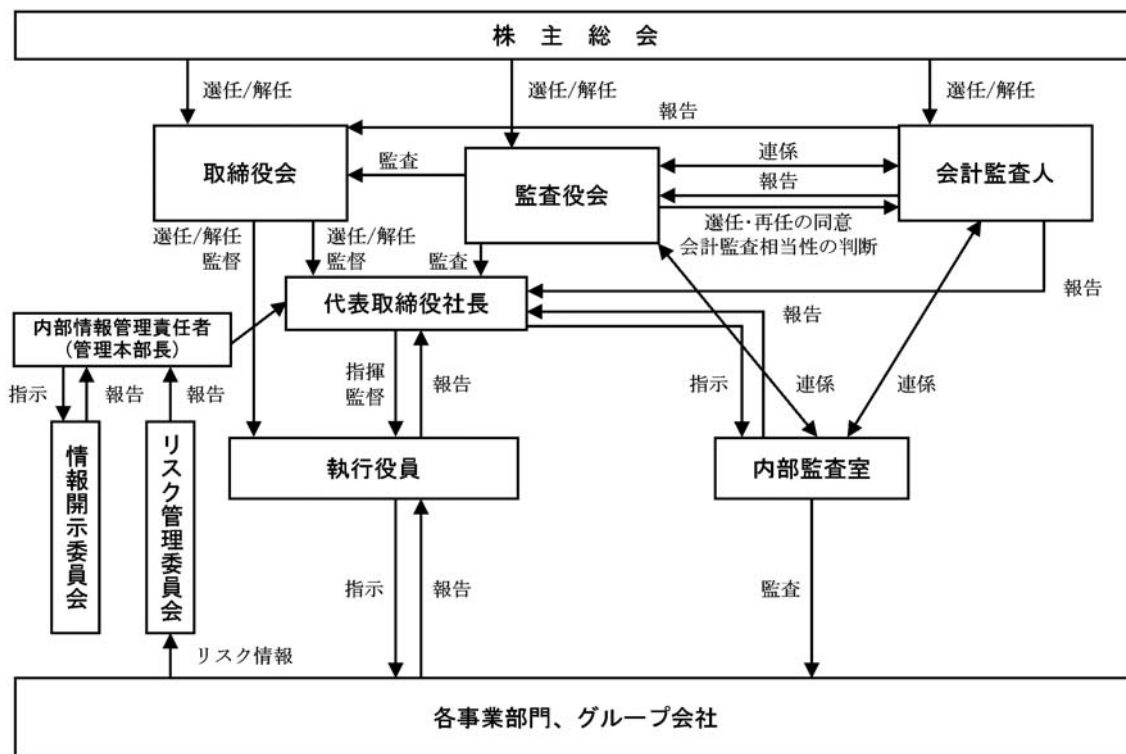 株主総会
選任/解任
選任/解任
選任/解任
報告
取締役会
監査
監査役会
連係
報告
会計監査人
選任・再任の同意
会計監査相当性の判断
選任/解任
監督
選任/解任
監督
監査
代表取締役社長
報告
報告
内部情報管理責任者
(管理本部長)
指示
報告
報告
指揮
監督
報告
指示
連係
連係
情報開示委員会
リスク管理委員会
執行役員
内部監査室
指示
報告
監査
リスク情報
各事業部門、グループ会社